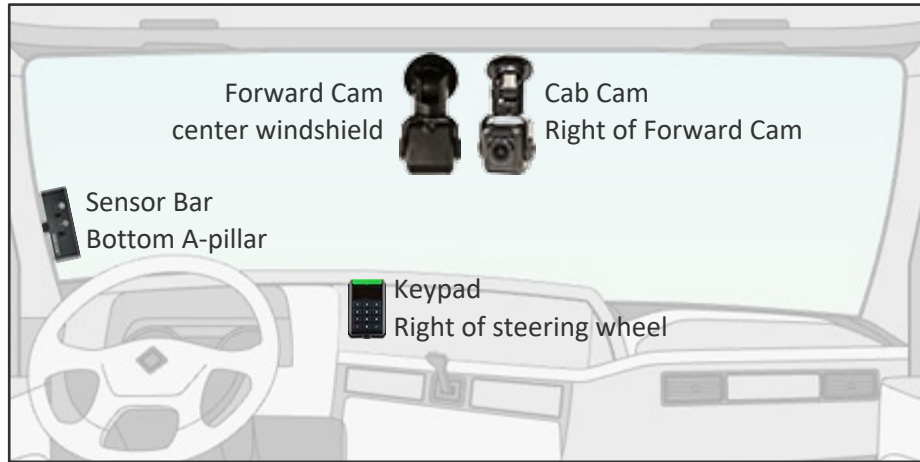 Forward Cam
center windshield
Cab Cam
Right of Forward Cam
Sensor Bar
Bottom A-pillar
Keypad
Right of steering wheel